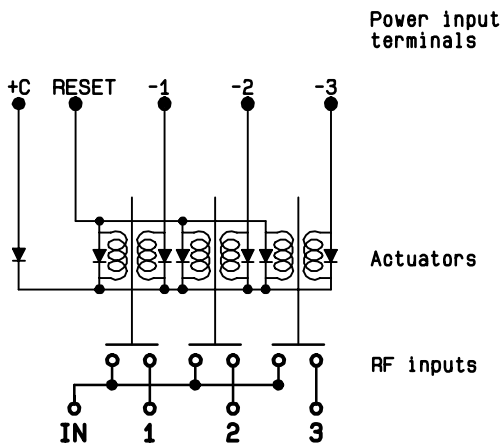 Power input
terminals
+C RESET -1 -2 -3
Actuators
RF inputs
IN 1 2 3